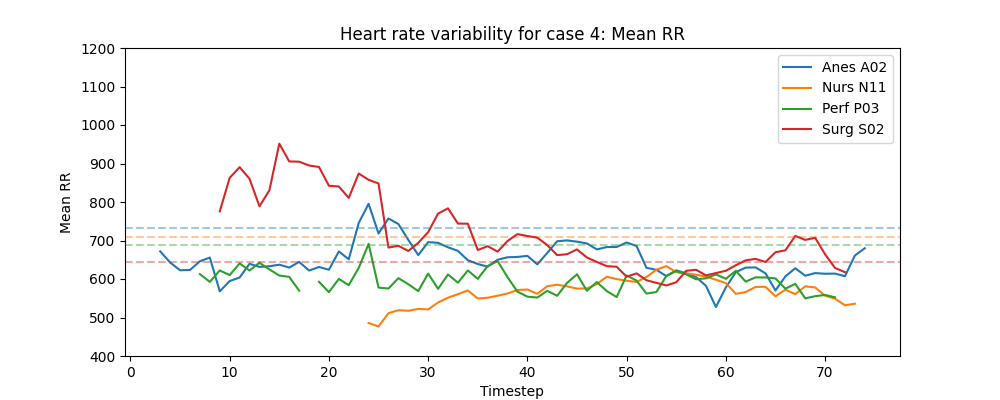 Heart rate variability for case 4: Mean RR
1200
1100
1000
900
800
700
600
500
400
Mean RR
0
10
20
30
40
50
60
70
Timestep
Anes A02
Nurs N11
Perf P03
Surg S02